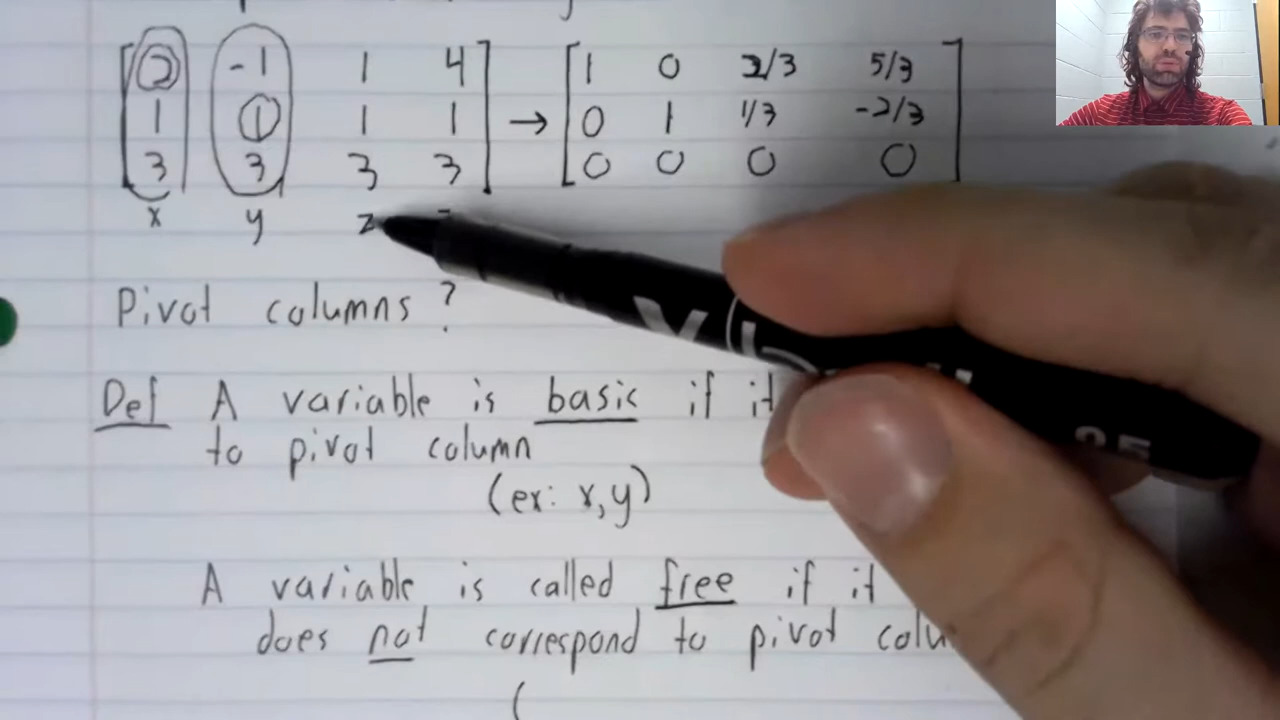 2 -1 1 4 → 1 0 2/3 5/3
1 1 1 1 0 1 1/3 -2/3
3 3 3 3 0 0 0 0
x y z
Pivot columns?
Def A variable is basic if it
to pivot column
(ex: x,y)
A variable is called free if it
does not correspond to pivot colu
(